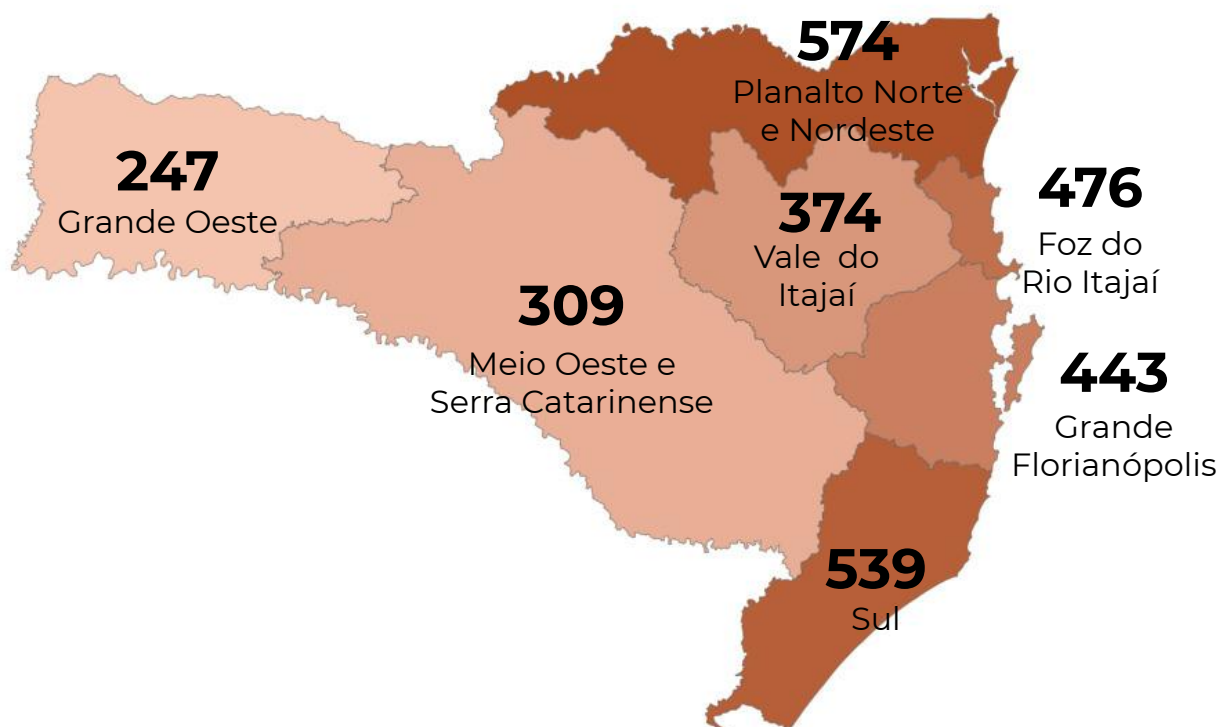 574
Planalto Norte
e Nordeste
247
Grande Oeste
374
Vale do
Itajaí
476
Foz do
Rio Itajaí
309
Meio Oeste e
Serra Catarinense
443
Grande
Florianópolis
539
Sul